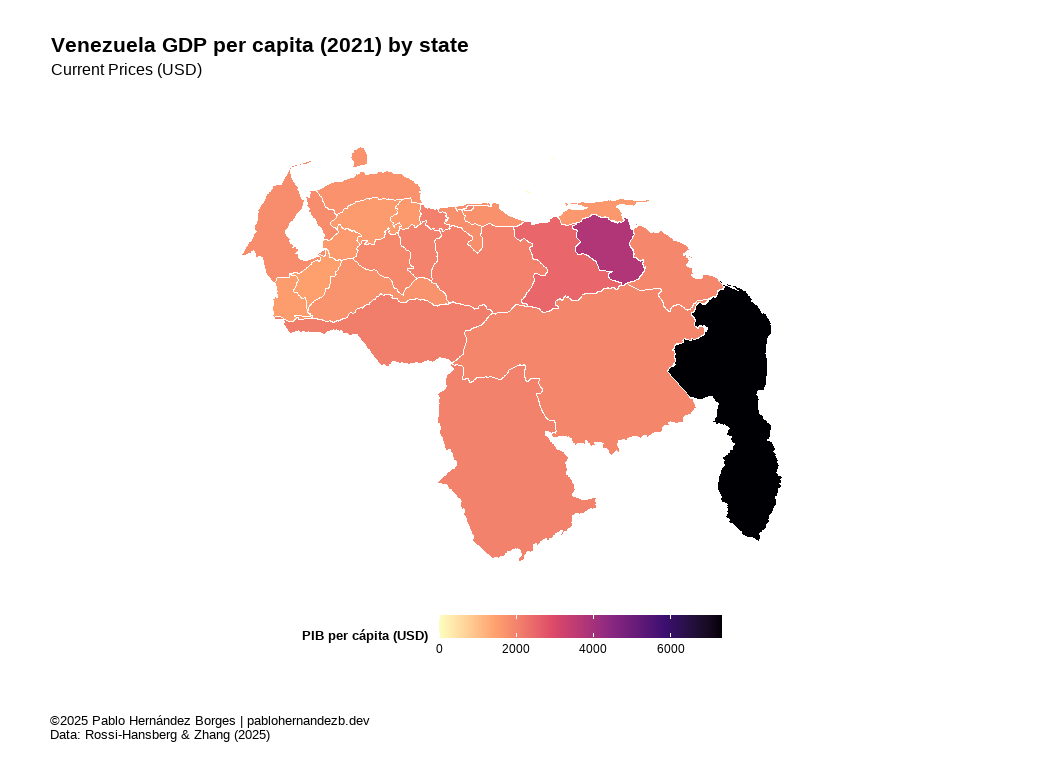 Venezuela GDP per capita (2021) by state
Current Prices (USD)
PIB per cápita (USD)
0 2000 4000 6000
©2025 Pablo Hernández Borges | pablohernandezb.dev
Data: Rossi-Hansberg & Zhang (2025)